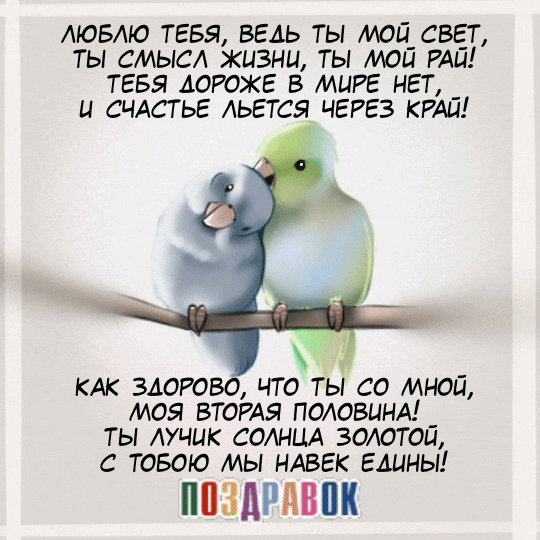 ЛЮБЛЮ ТЕБЯ, ВЕДЬ ТЫ МОЙ СВЕТ,
ТЫ СМЫСЛ ЖИЗНИ, ТЫ МОЙ РАЙ!
ТЕБЯ ДОРОЖЕ В МИРЕ НЕТ,
И СЧАСТЬЕ ЛЬЕТСЯ ЧЕРЕЗ КРАЙ!
КАК ЗДОРОВО, ЧТО ТЫ СО МНОЙ,
МОЯ ВТОРАЯ ПОЛОВИНА!
ТЫ ЛУЧИК СОЛНЦА ЗОЛОТОЙ,
С ТОБОЮ МЫ НАВЕК ЕДИНЫ!
ПОЗДРАВОК